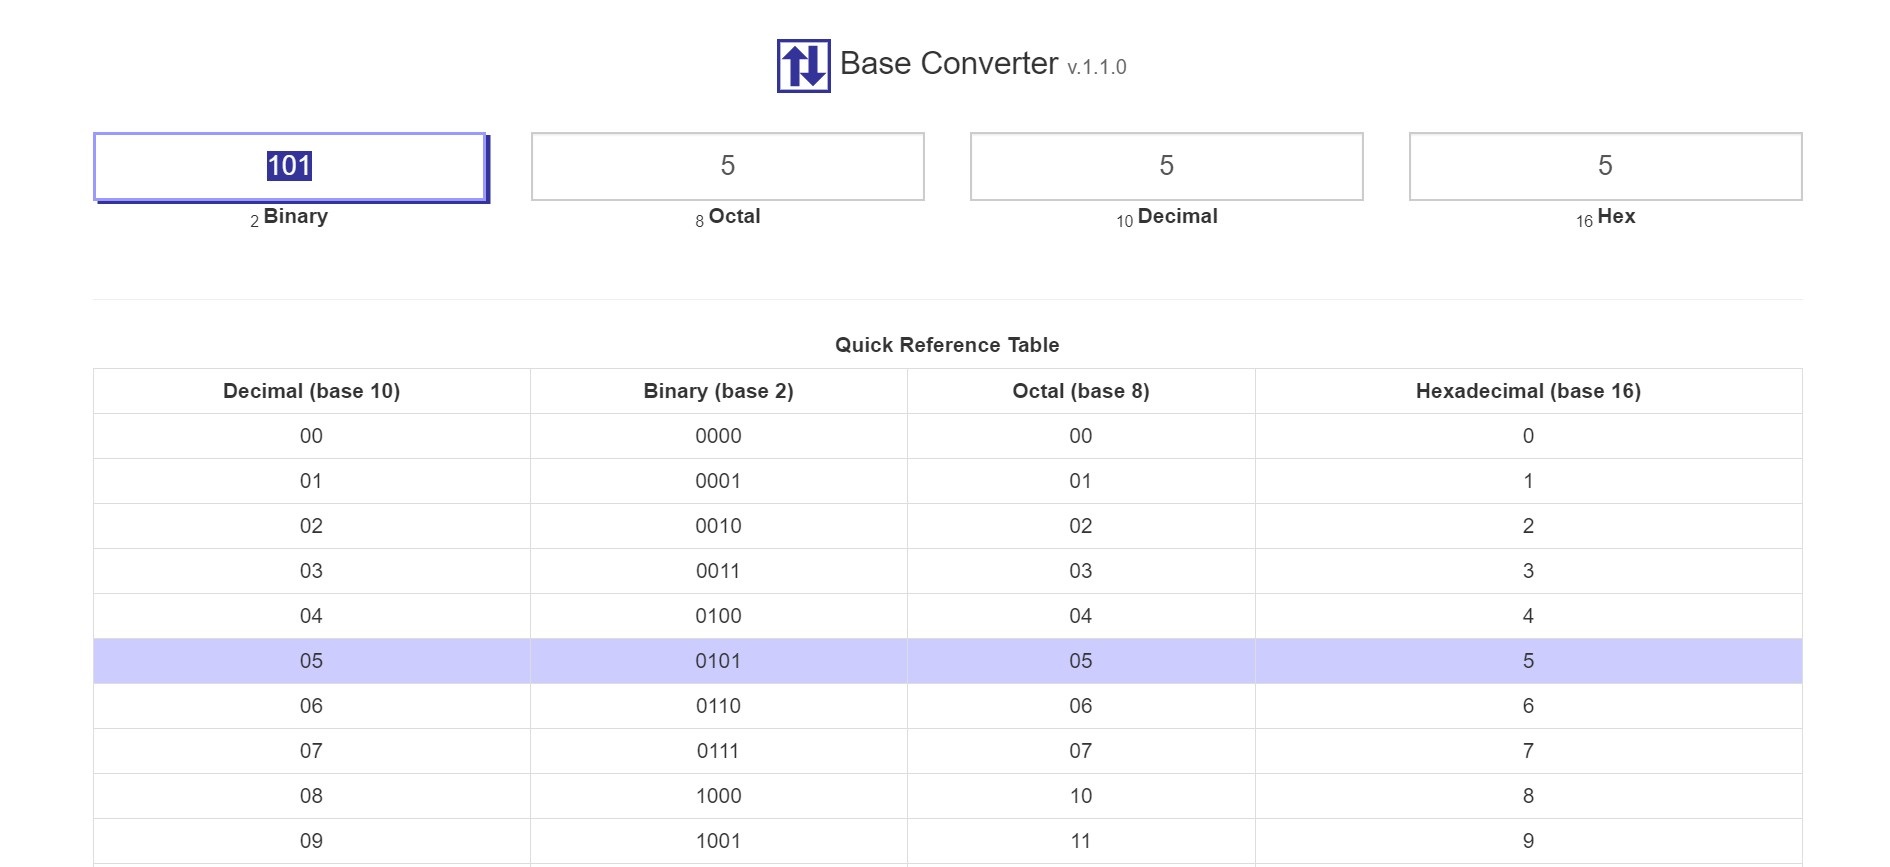 Base Converter v.1.1.0
101 5 5 5
2 Binary 8 Octal 10 Decimal 16 Hex
Quick Reference Table
Decimal (base 10) Binary (base 2) Octal (base 8) Hexadecimal (base 16)
00 0000 00 0
01 0001 01 1
02 0010 02 2
03 0011 03 3
04 0100 04 4
05 0101 05 5
06 0110 06 6
07 0111 07 7
08 1000 10 8
09 1001 11 9